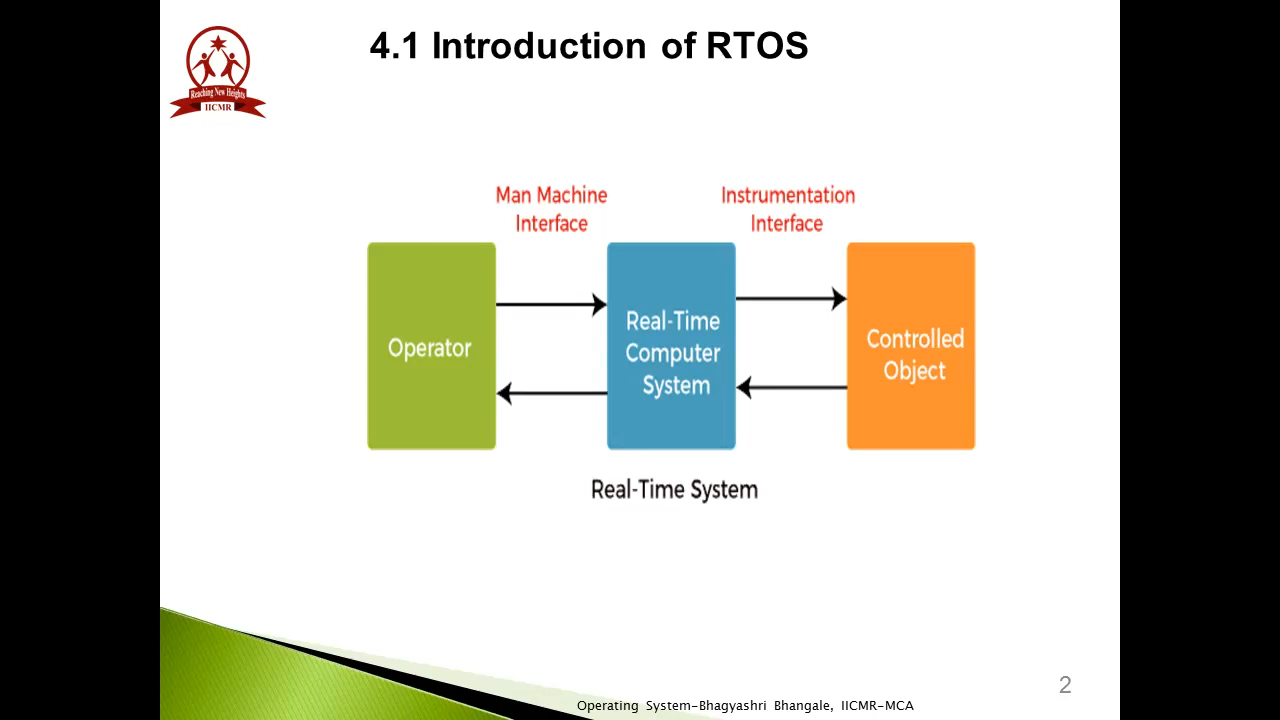 4.1 Introduction of RTOS
Reaching New Heights
IICMR
Man Machine
Interface
Instrumentation
Interface
Operator
Real-Time
Computer
System
Controlled
Object
Real-Time System
2
Operating System-Bhagyashri Bhangale, IICMR-MCA